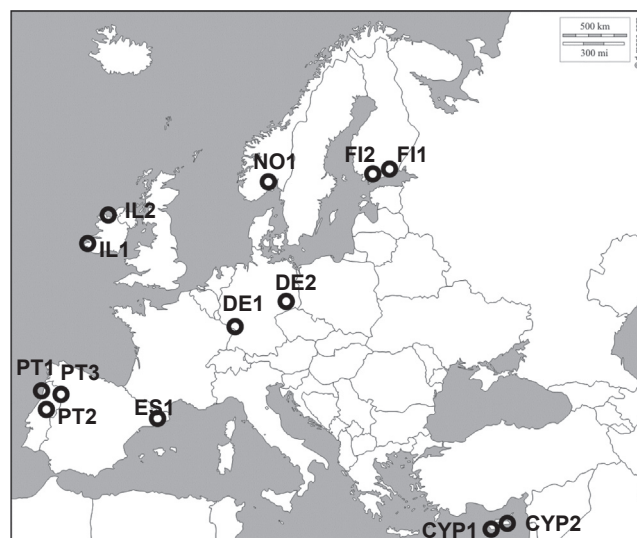 500 km
300 mi
NO1
FI2
FI1
IL2
IL1
DE2
DE1
PT1
PT3
PT2
ES1
CYP1
CYP2